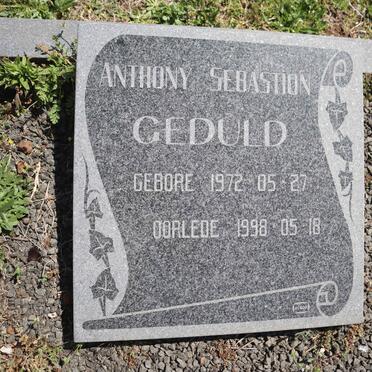 ANTHONY SEBASTION
GEDULD
GEBORE 1972-05-27
OORLEDE 1998-05-18